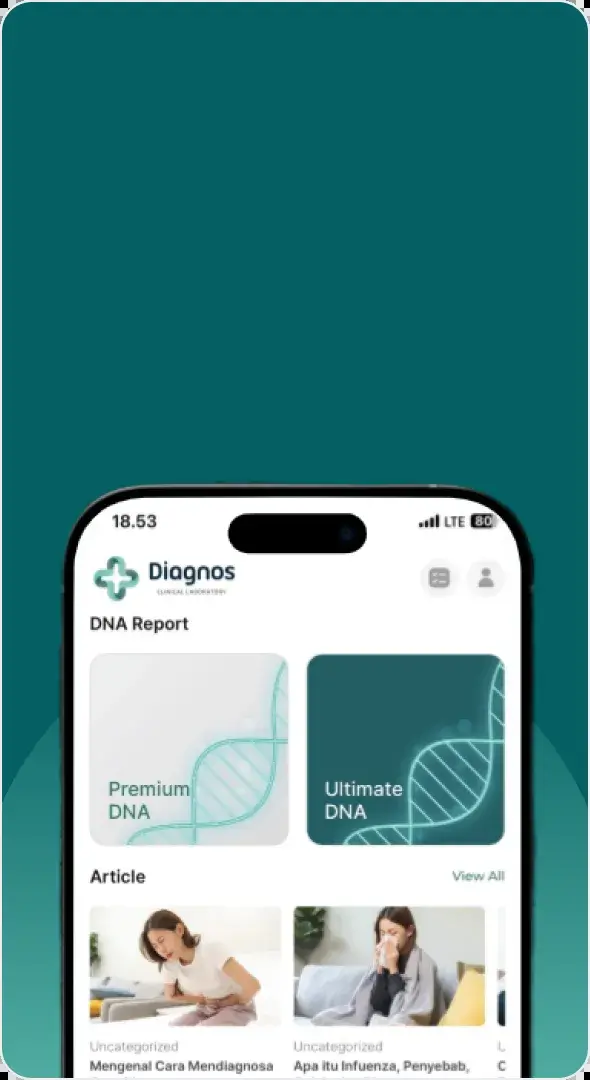 18.53
LTE 80
Diagnos
CLINICAL LABORATORY
DNA Report
Premium
DNA
Ultimate
DNA
Article
View All
Uncategorized
Mengenal Cara Mendiagnosa
Uncategorized
Apa itu Infuenza, Penyebab,